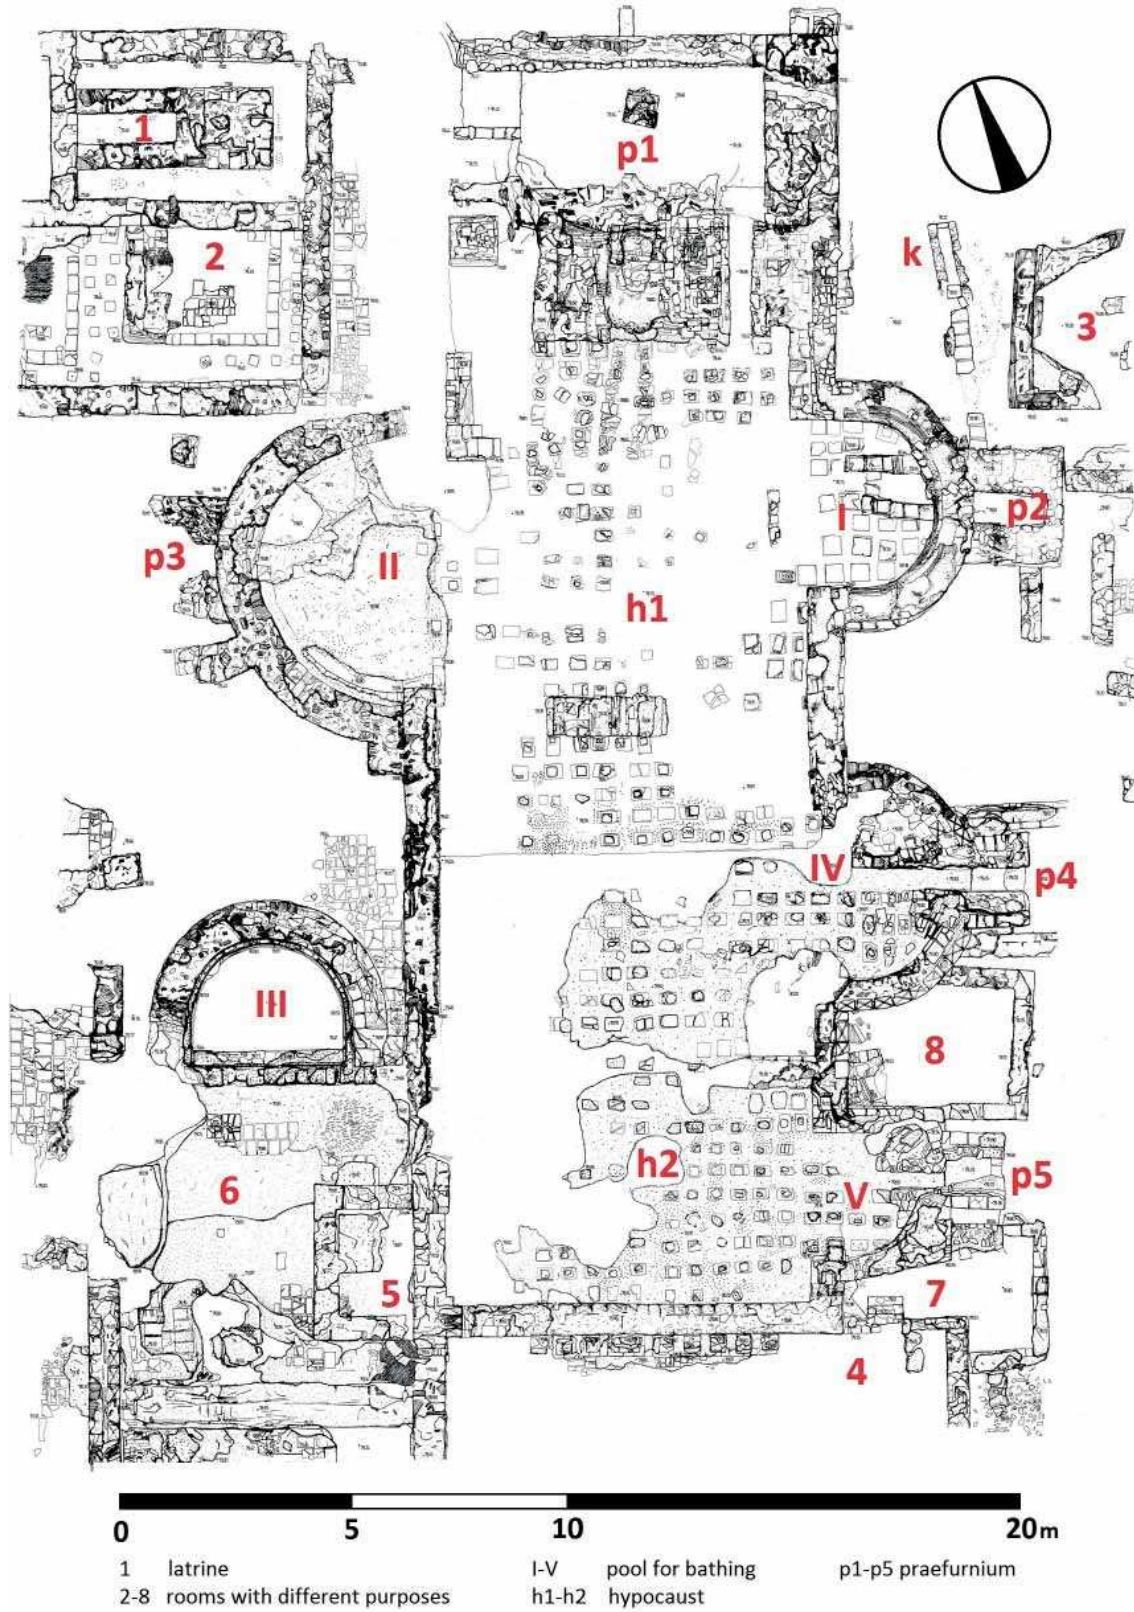 1
p1
2
k
3
I
p2
p3
II
h1
IV
p4
III
8
h2
p5
6
V
5
7
4
0 5 10 20 m
1 latrine I-V pool for bathing p1-p5 praefurnium
2-8 rooms with different purposes h1-h2 hypocaust